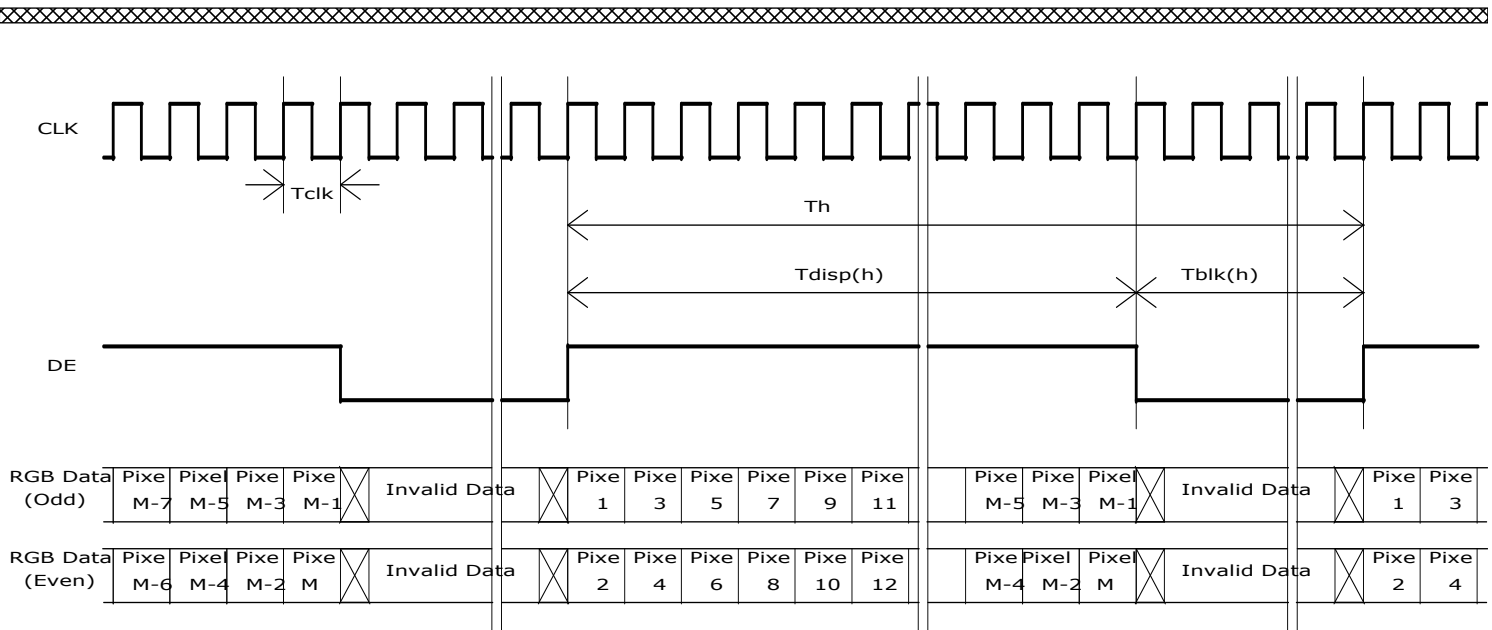 CLK
Tclk
Th
Tdisp(h)
Tblk(h)
DE
RGB Data Pixe Pixel Pixe Pixe Pixe Pixe Pixe Pixe Pixe Pixe Pixe Pixe Pixel Pixe Pixe
(Odd) M-7 M-5 M-3 M-1 Invalid Data 1 3 5 7 9 11 M-5 M-3 M-1 Invalid Data 1 3
RGB Data Pixe Pixel Pixe Pixe Pixe Pixe Pixe Pixe Pixe Pixe Pixe Pixel Pixel Pixe Pixe
(Even) M-6 M-4 M-2 M Invalid Data 2 4 6 8 10 12 M-4 M-2 M Invalid Data 2 4